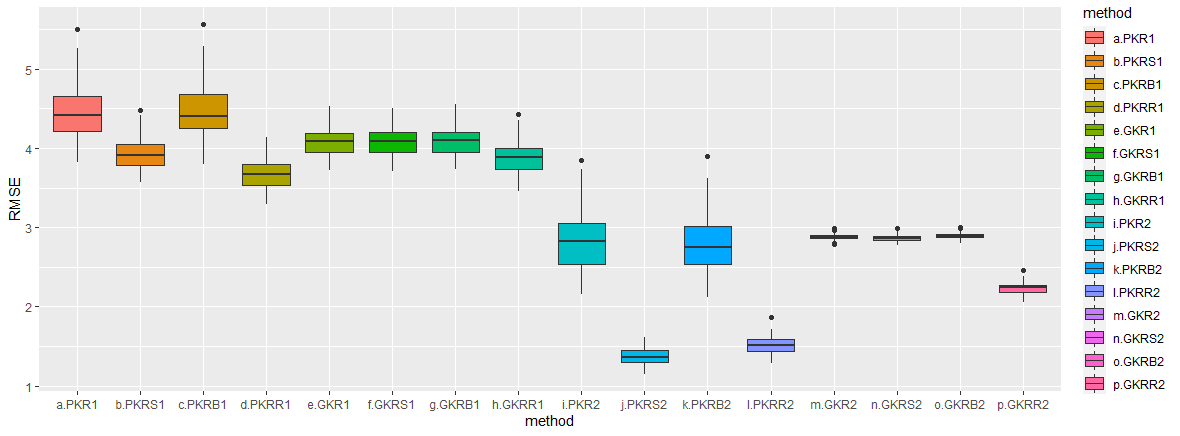 RMSE
5
4
3
2
1
a.PKR1 b.PKRS1 c.PKRB1 d.PKRR1 e.GKR1 f.GKRS1 g.GKRB1 h.GKRR1 i.PKR2 j.PKRS2 k.PKRB2 l.PKRR2 m.GKR2 n.GKRS2 o.GKRB2 p.GKRR2
method
method
a.PKR1
b.PKRS1
c.PKRB1
d.PKRR1
e.GKR1
f.GKRS1
g.GKRB1
h.GKRR1
i.PKR2
j.PKRS2
k.PKRB2
l.PKRR2
m.GKR2
n.GKRS2
o.GKRB2
p.GKRR2